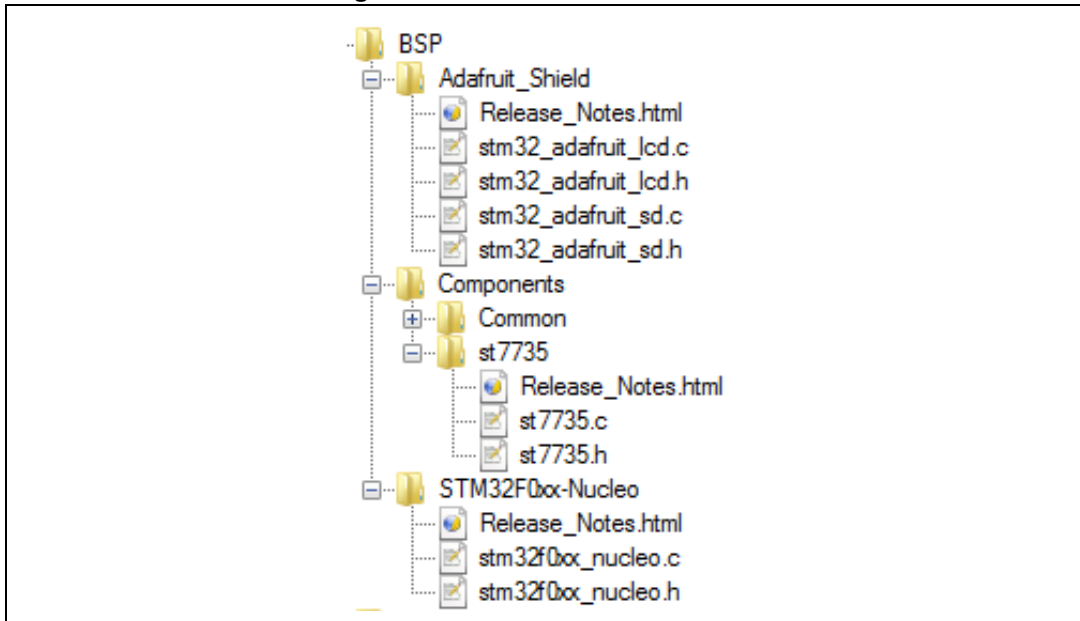 BSP
Adafruit_Shield
Release_Notes.html
stm32_adafruit_lcd.c
stm32_adafruit_lcd.h
stm32_adafruit_sd.c
stm32_adafruit_sd.h
Components
Common
st7735
Release_Notes.html
st7735.c
st7735.h
STM32F0xx-Nucleo
Release_Notes.html
stm32f0xx_nucleo.c
stm32f0xx_nucleo.h